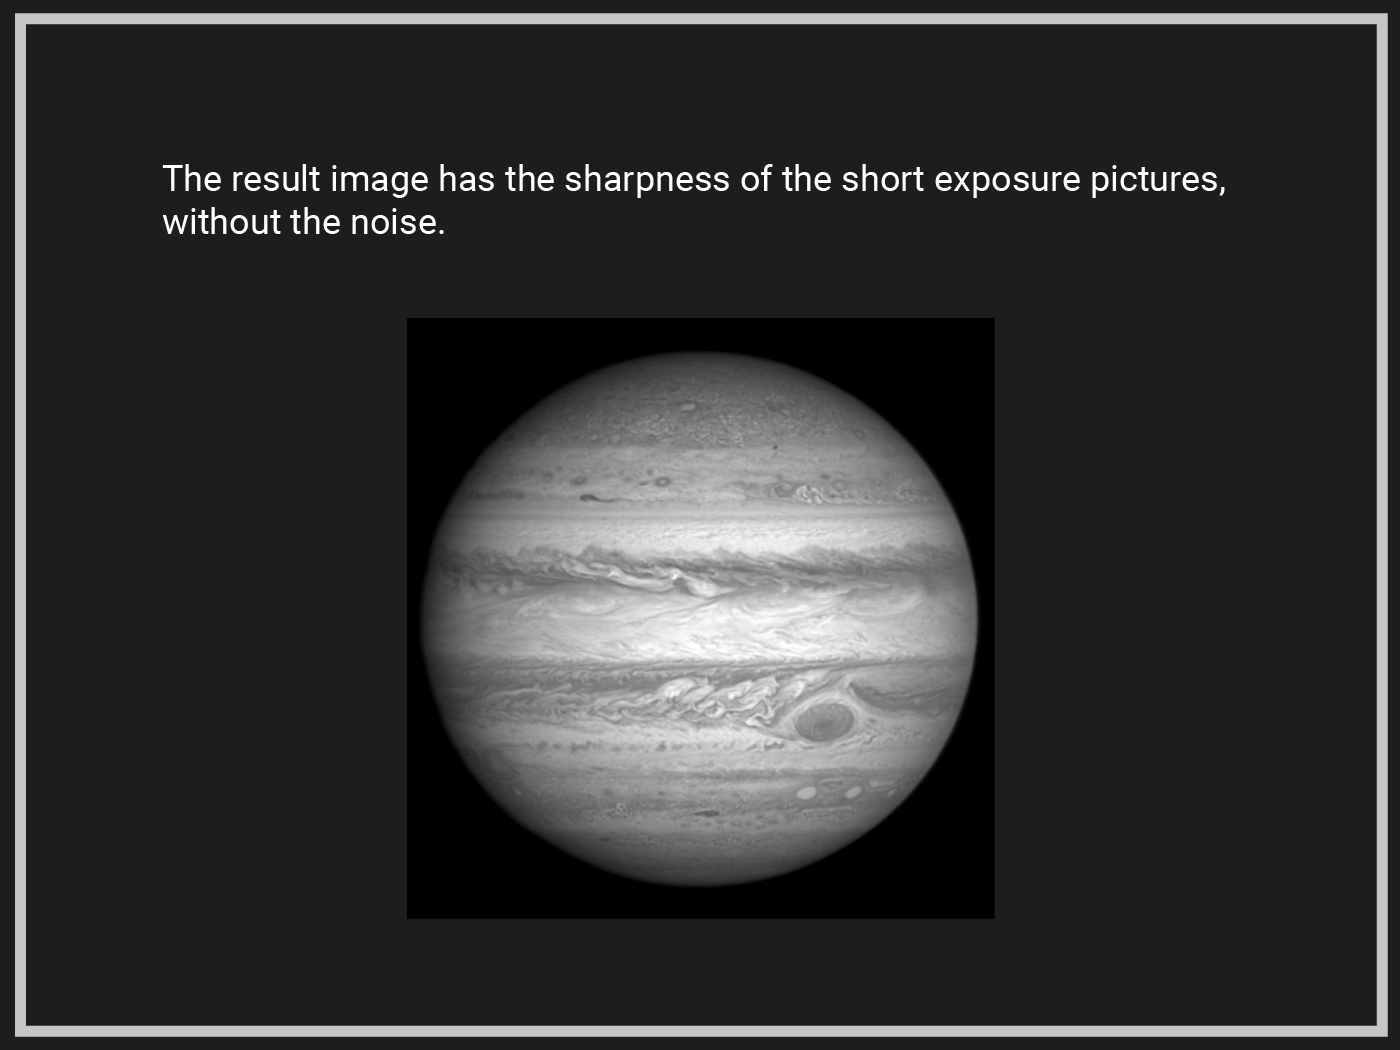 The result image has the sharpness of the short exposure pictures,
without the noise.